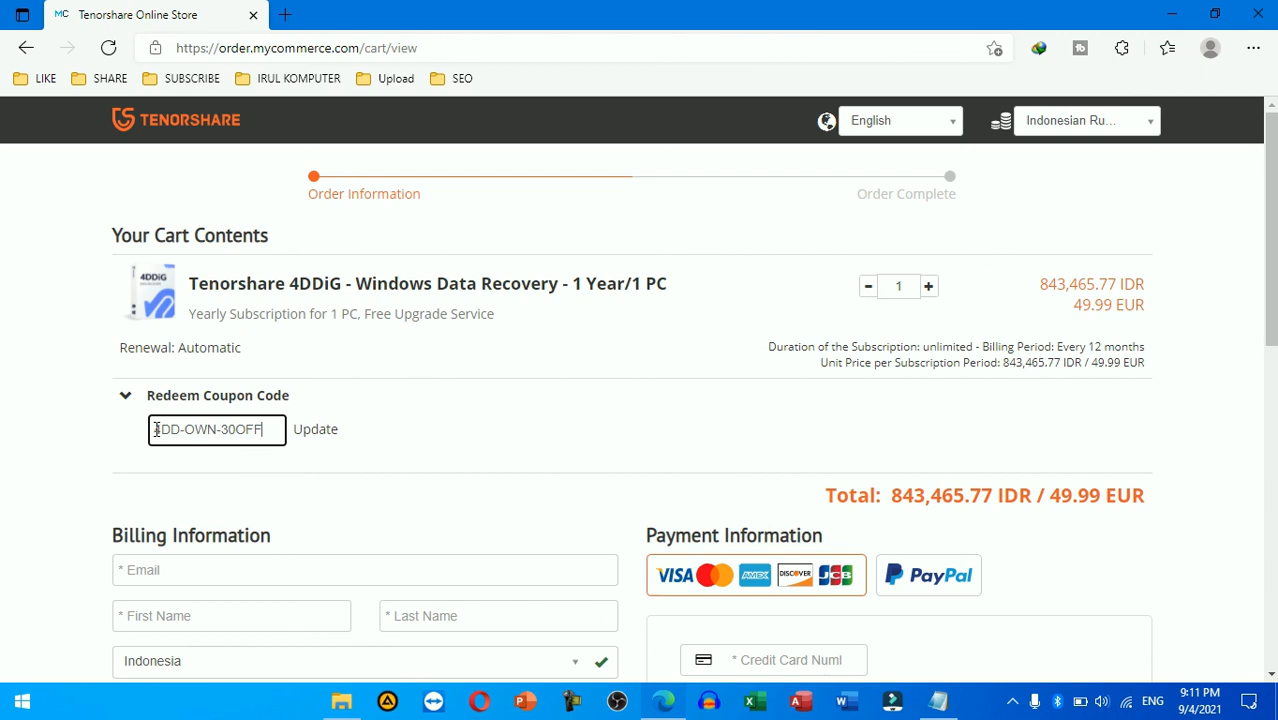 MC Tenorshare Online Store
https://order.mycommerce.com/cart/view
LIKE SHARE SUBSCRIBE IRUL KOMPUTER Upload SEO
TENORSHARE
English
Indonesian Ru...
Order Information
Order Complete
Your Cart Contents
4DDiG
Tenorshare 4DDiG - Windows Data Recovery - 1 Year/1 PC
- 1 +
843,465.77 IDR
49.99 EUR
Yearly Subscription for 1 PC, Free Upgrade Service
Renewal: Automatic
Duration of the Subscription: unlimited - Billing Period: Every 12 months
Unit Price per Subscription Period: 843,465.77 IDR / 49.99 EUR
Redeem Coupon Code
4DD-OWN-30OFF Update
Total: 843,465.77 IDR / 49.99 EUR
Billing Information
Payment Information
* Email
VISA AMEX DISCOVER JCB PayPal
* First Name
* Last Name
Indonesia
* Credit Card Numl
ENG
9:11 PM
9/4/2021